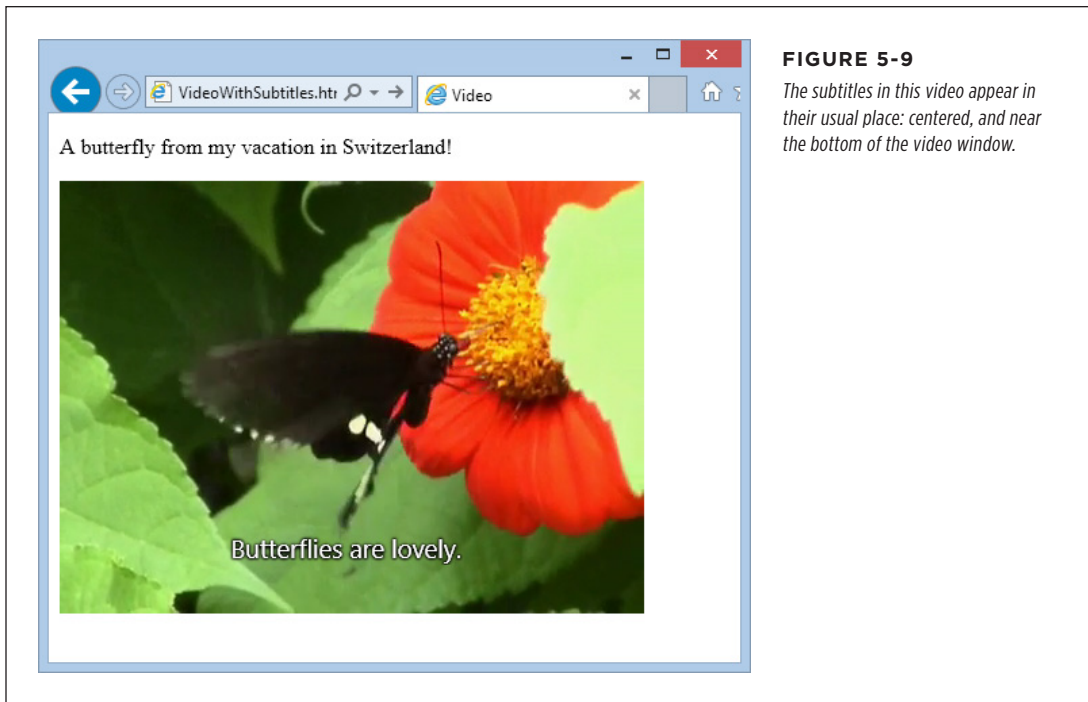 VideoWithSubtitles.htm
Video
A butterfly from my vacation in Switzerland!
Butterflies are lovely.
FIGURE 5-9
The subtitles in this video appear in
their usual place: centered, and near
the bottom of the video window.